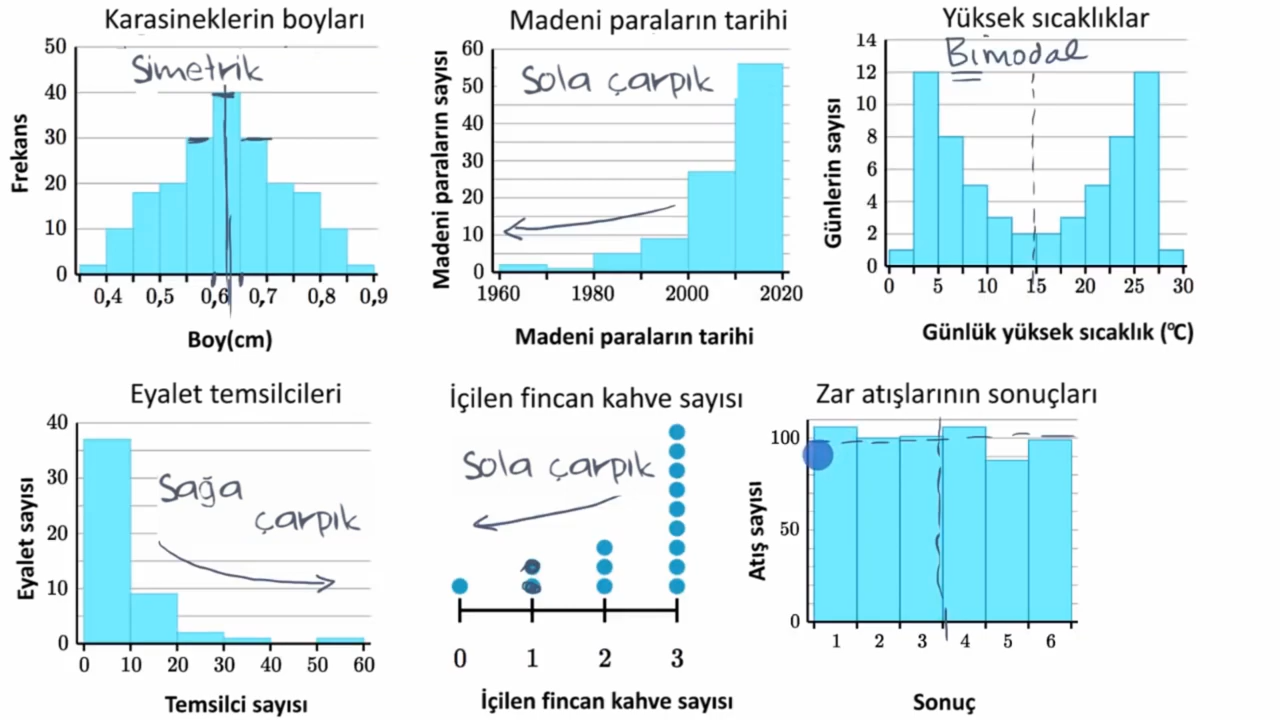 Karasineklerin boyları
50
40
30
20
10
0
Frekans
Simetrik
0,4 0,5 0,6 0,7 0,8 0,9
Boy(cm)
Madeni paraların tarihi
60
50
40
30
20
10
0
Madeni paraların sayısı
Sola çarpık
1960 1980 2000 2020
Madeni paraların tarihi
Yüksek sıcaklıklar
14
12
10
8
6
4
2
0
Günlerin sayısı
Bimodal
0 5 10 15 20 25 30
Günlük yüksek sıcaklık (°C)
Eyalet temsilcileri
40
30
20
10
0
Eyalet sayısı
Sağa
çarpık
0 10 20 30 40 50 60
Temsilci sayısı
İçilen fincan kahve sayısı
Sola çarpık
0 1 2 3
İçilen fincan kahve sayısı
Zar atışlarının sonuçları
100
50
0
Atış sayısı
1 2 3 4 5 6
Sonuç